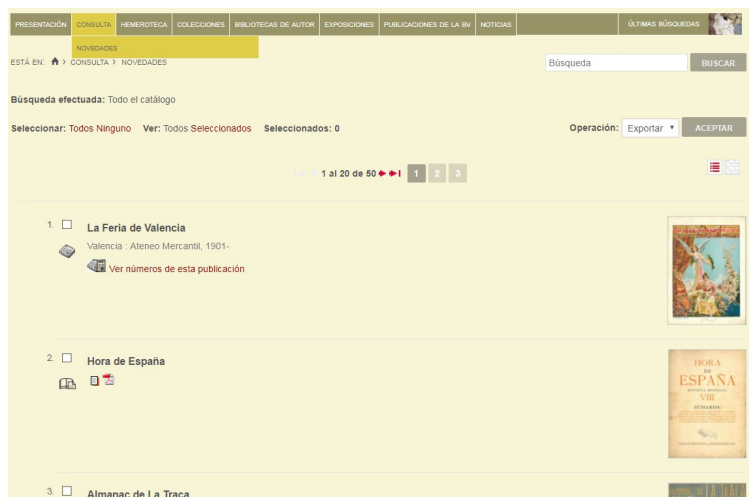 PRESENTACIÓN CONSULTA HEMEROTECA COLECCIONES BIBLIOTECAS DE AUTOR EXPOSICIONES PUBLICACIONES DE LA BV NOTICIAS ÚLTIMAS BÚSQUEDAS
NOVEDADES
ESTÁ EN: › CONSULTA › NOVEDADES Búsqueda BUSCAR
Búsqueda efectuada: Todo el catálogo
Seleccionar: Todos Ninguno Ver: Todos Seleccionados Seleccionados: 0 Operación: Exportar ACEPTAR
1 al 20 de 50 1 2 3
1. La Feria de Valencia
Valencia : Ateneo Mercantil, 1901-
Ver números de esta publicación
2. Hora de España
HORA
DE
ESPAÑA
REVISTA MENSUAL
VIII
SUMARIO:
3. Almanac de La Traca